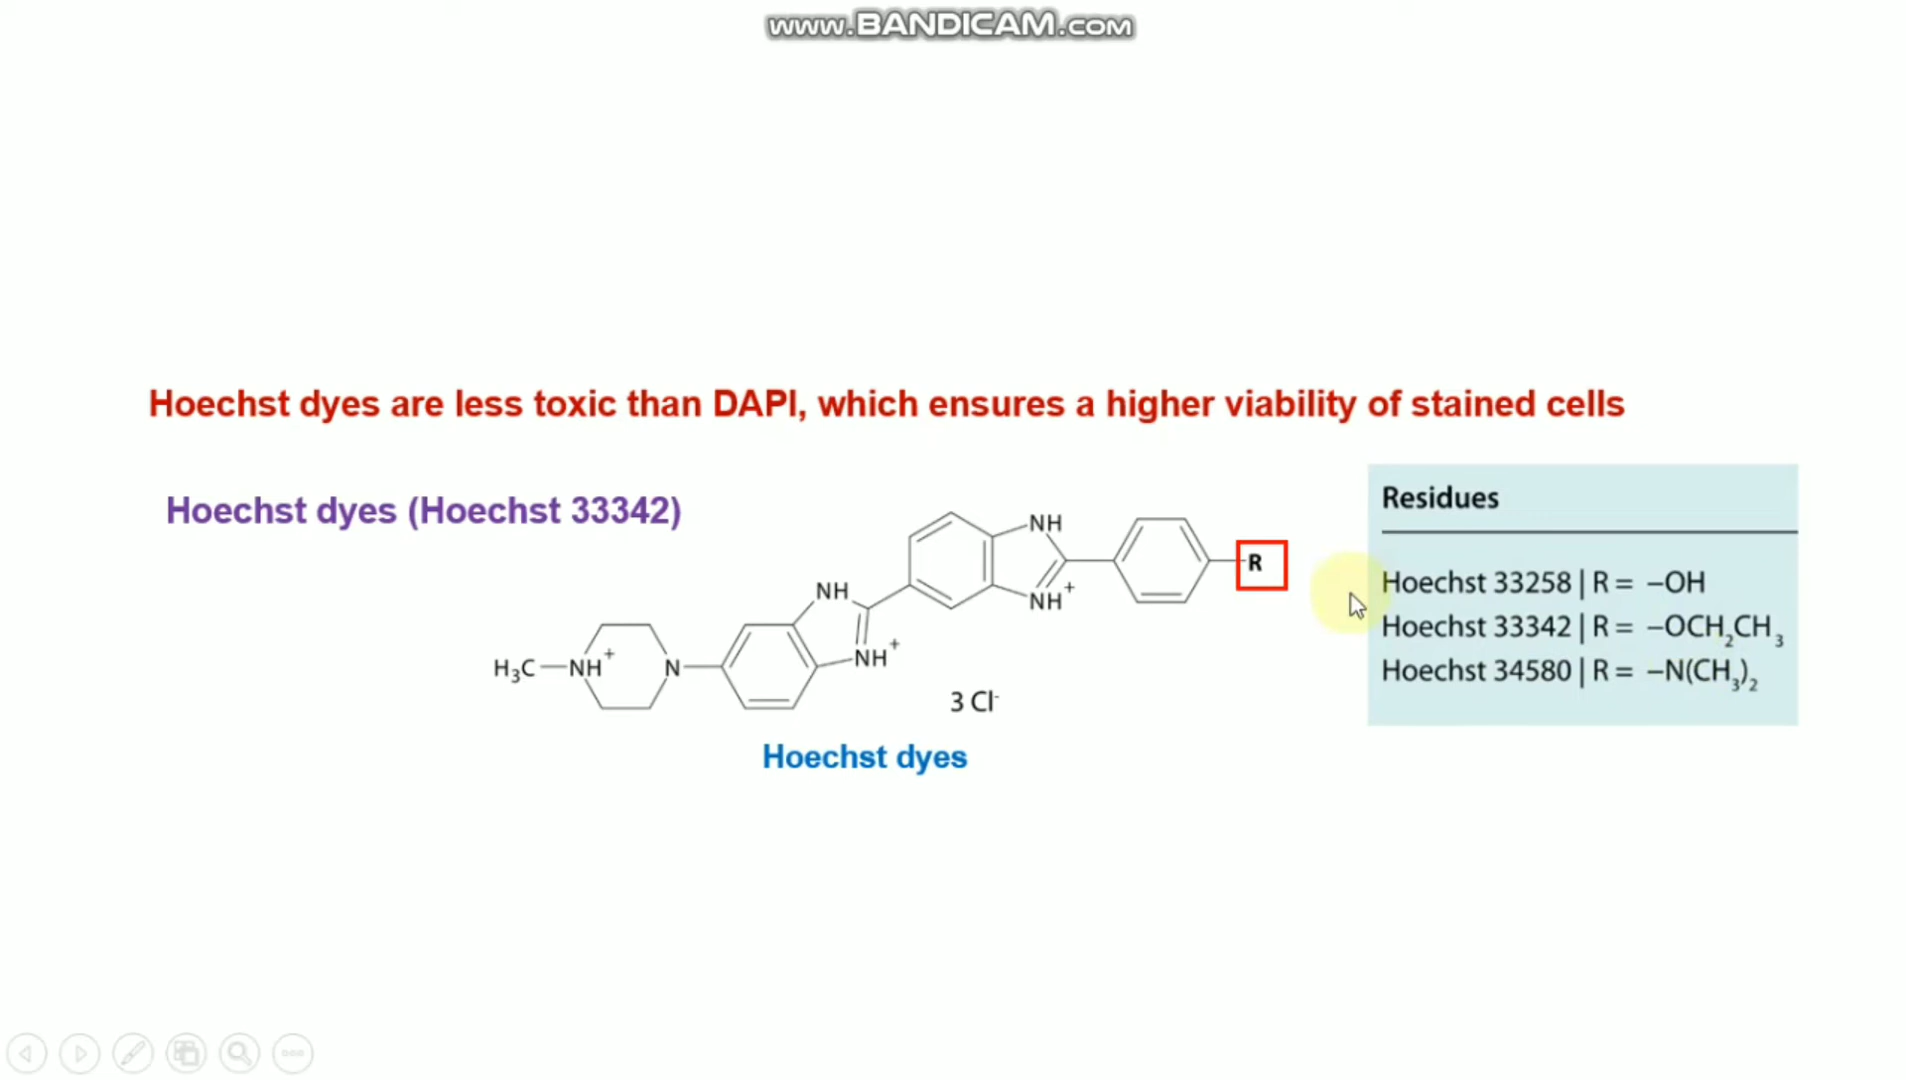 www.BANDICAM.com
Hoechst dyes are less toxic than DAPI, which ensures a higher viability of stained cells
Hoechst dyes (Hoechst 33342)
Residues
Hoechst 33258 | R = –OH
Hoechst 33342 | R = –OCH₂CH₃
Hoechst 34580 | R = –N(CH₃)₂
NH
R
NH⁺
NH
NH⁺
H₃C
NH⁺
N
3 Cl⁻
Hoechst dyes